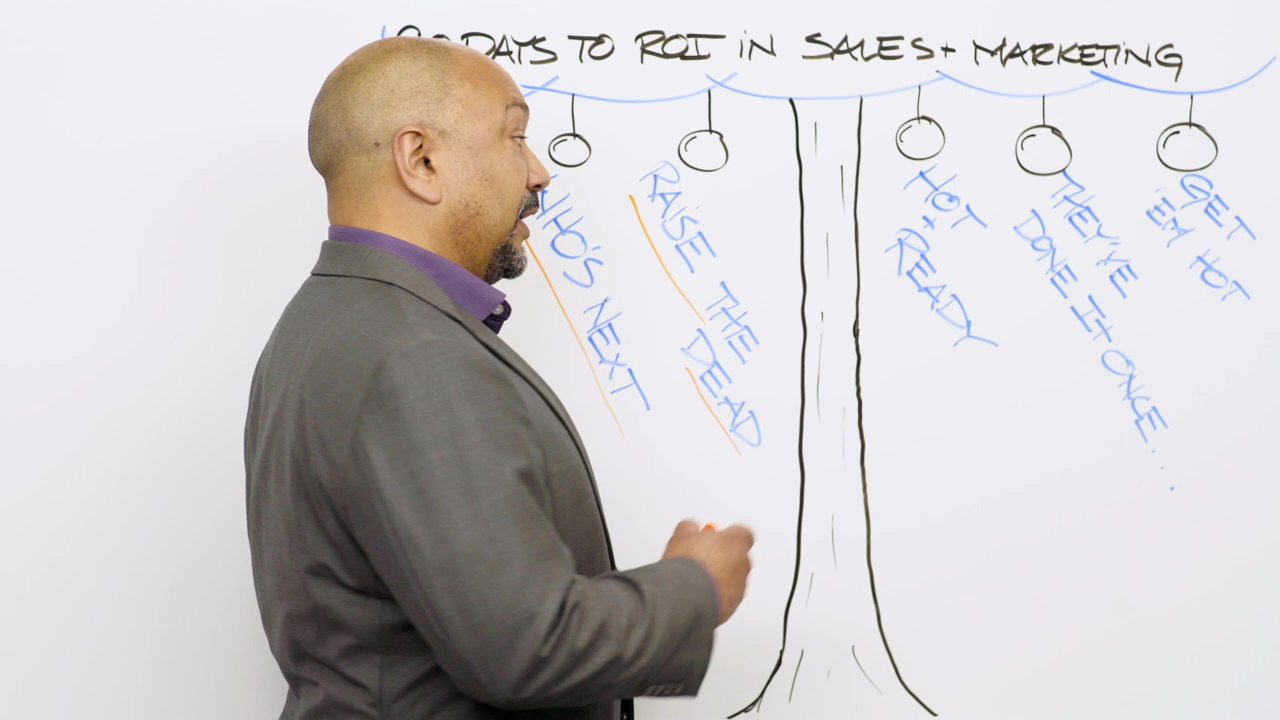 DAYS TO ROI IN SALES + MARKETING
WHO'S NEXT
RAISE THE
DEAD
HOT
+
READY
THEY'VE
DONE IT ONCE...
GET
'EM HOT